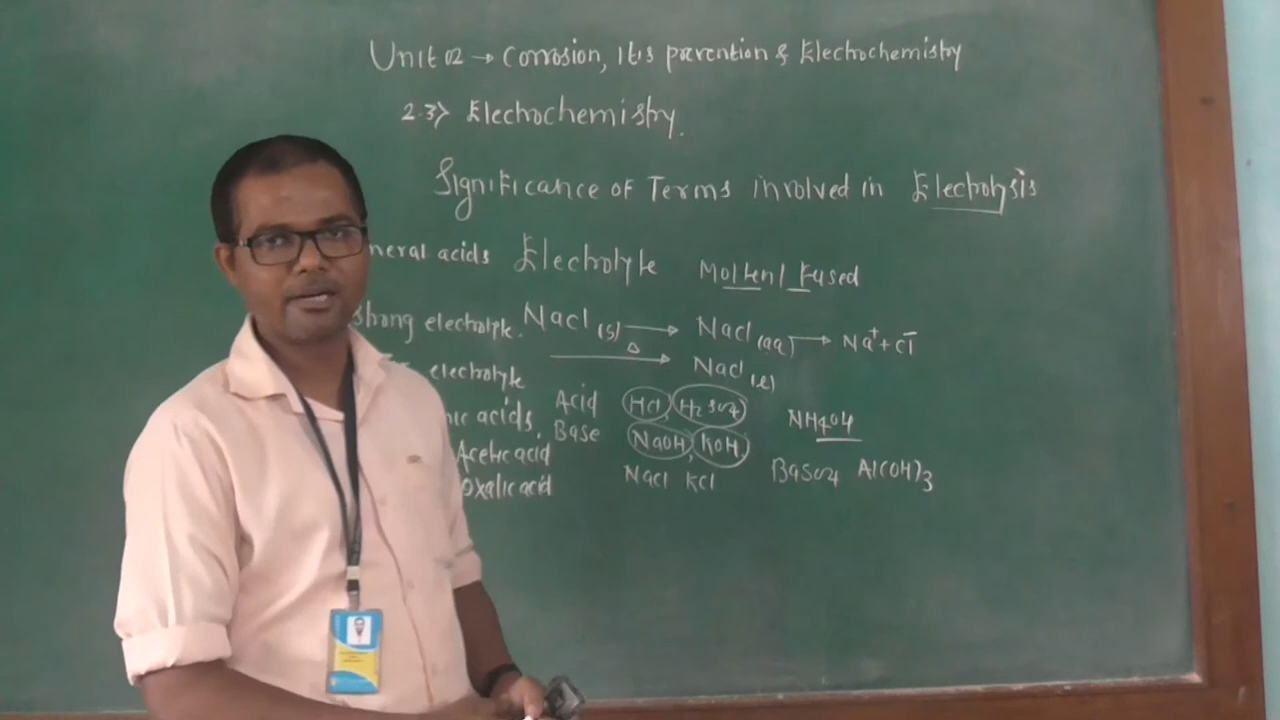 Unit 02 → Corrosion, Its prevention & Electrochemistry
2.3> Electrochemistry.
Significance of Terms involved in Electrolysis
neral acids Electrolyte Molten/Fused
strong electrolyte. NaCl (s) → NaCl (aq) → Na⁺ + Cl⁻
Δ → NaCl (l)
electrolyte
Acid HCl, H2SO4 NH4OH
nic acids, Base NaOH, KOH
Acetic acid
NaCl KCl BaSO4 Al(OH)3
Oxalic acid